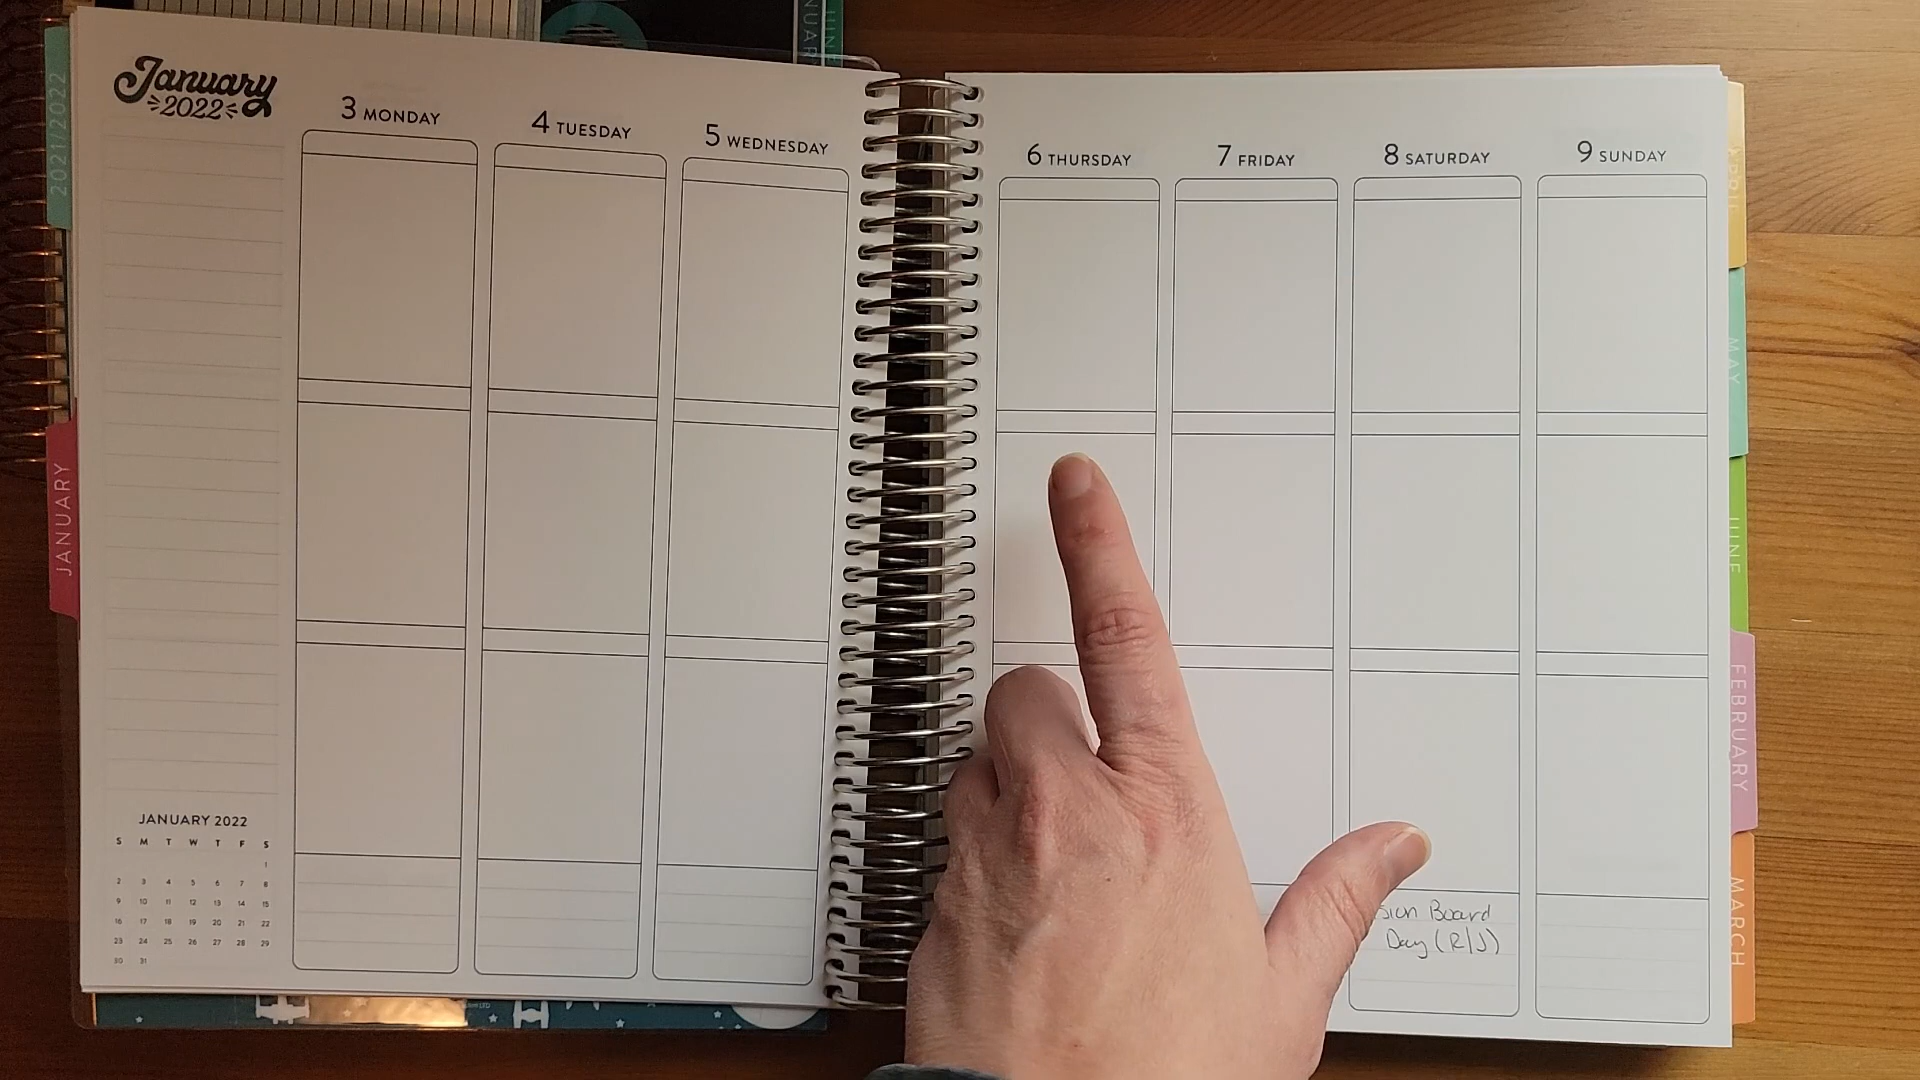 January
2022
3 MONDAY
4 TUESDAY
5 WEDNESDAY
6 THURSDAY
7 FRIDAY
8 SATURDAY
9 SUNDAY
2021/2022
JANUARY
APRIL
MAY
JUNE
FEBRUARY
MARCH
Board
Day (R/J)
JANUARY 2022
S M T W T F S
1
2 3 4 5 6 7 8
9 10 11 12 13 14 15
16 17 18 19 20 21 22
23 24 25 26 27 28 29
30 31